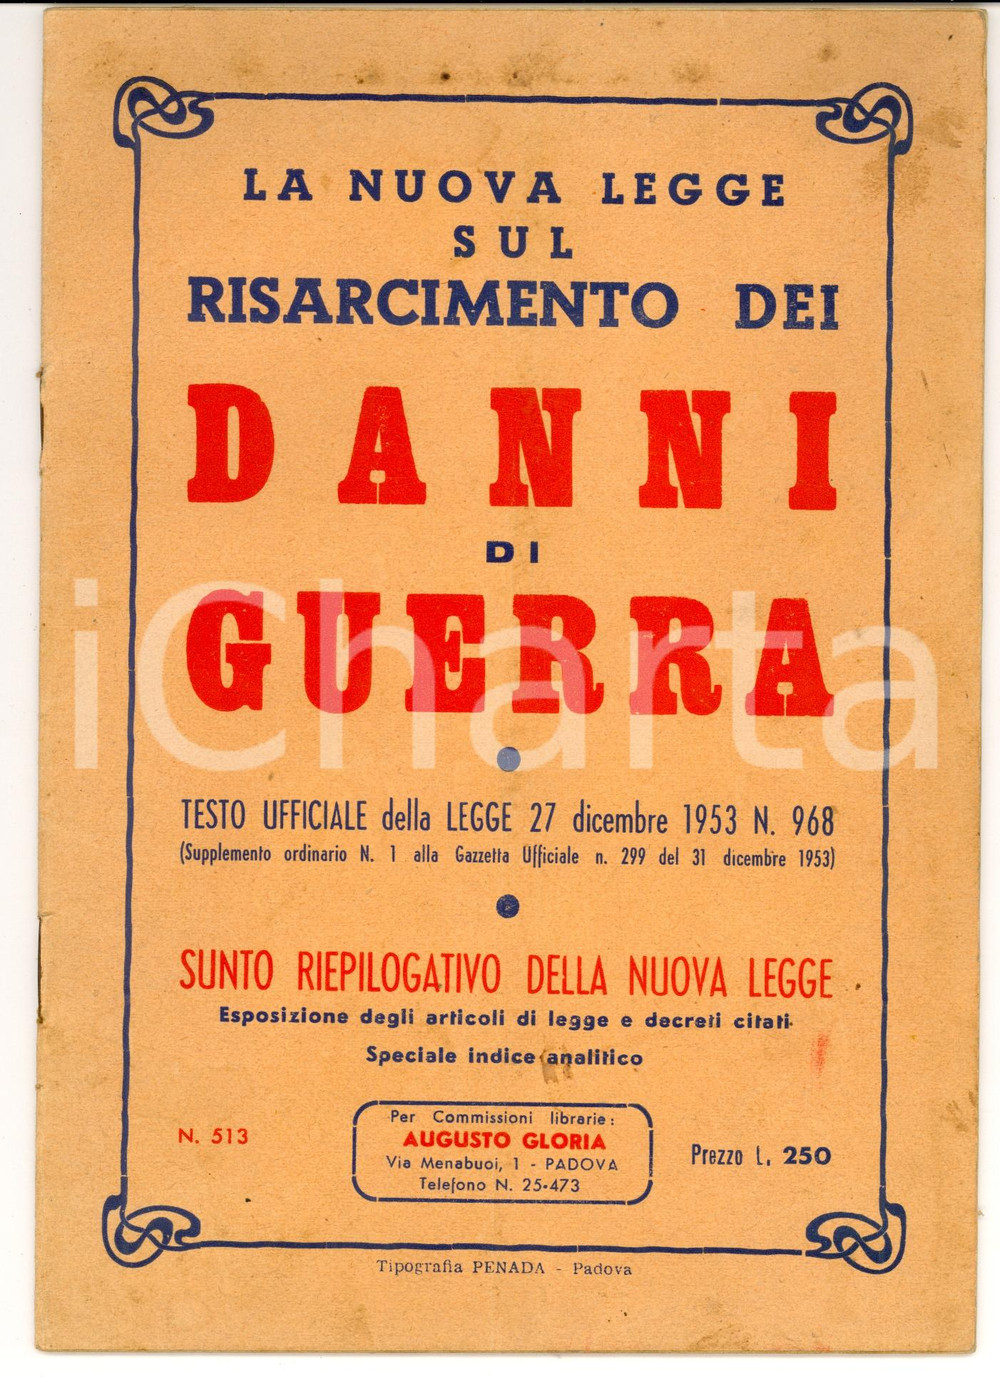 LA NUOVA LEGGE
SUL
RISARCIMENTO DEI
DANNI
DI
GUERRA
iCharta
TESTO UFFICIALE della LEGGE 27 dicembre 1953 N. 968
(Supplemento ordinario N. 1 alla Gazzetta Ufficiale n. 299 del 31 dicembre 1953)
SUNTO RIEPILOGATIVO DELLA NUOVA LEGGE
Esposizione degli articoli di legge e decreti citati
Speciale indice analitico
N. 513
Per Commissioni librarie:
AUGUSTO GLORIA
Via Menabuoi, 1 - PADOVA
Telefono N. 25-473
Prezzo L. 250
Tipografia PENADA - Padova